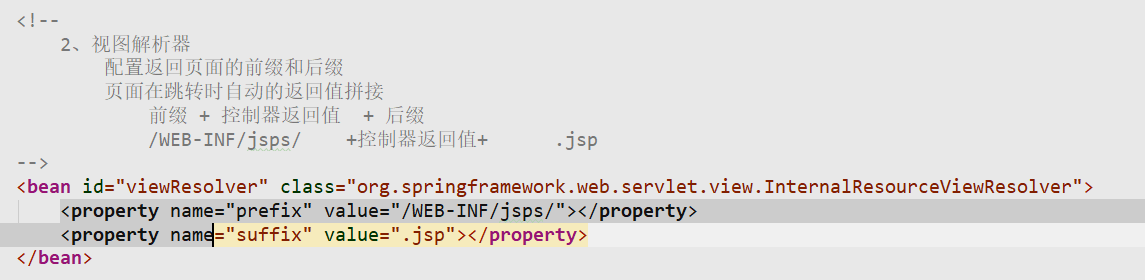 <!--
2、视图解析器
配置返回页面的前缀和后缀
页面在跳转时自动的返回值拼接
前缀 + 控制器返回值 + 后缀
/WEB-INF/jsps/ +控制器返回值+ .jsp
-->
<bean id="viewResolver" class="org.springframework.web.servlet.view.InternalResourceViewResolver">
<property name="prefix" value="/WEB-INF/jsps/"></property>
<property name="suffix" value=".jsp"></property>
</bean>